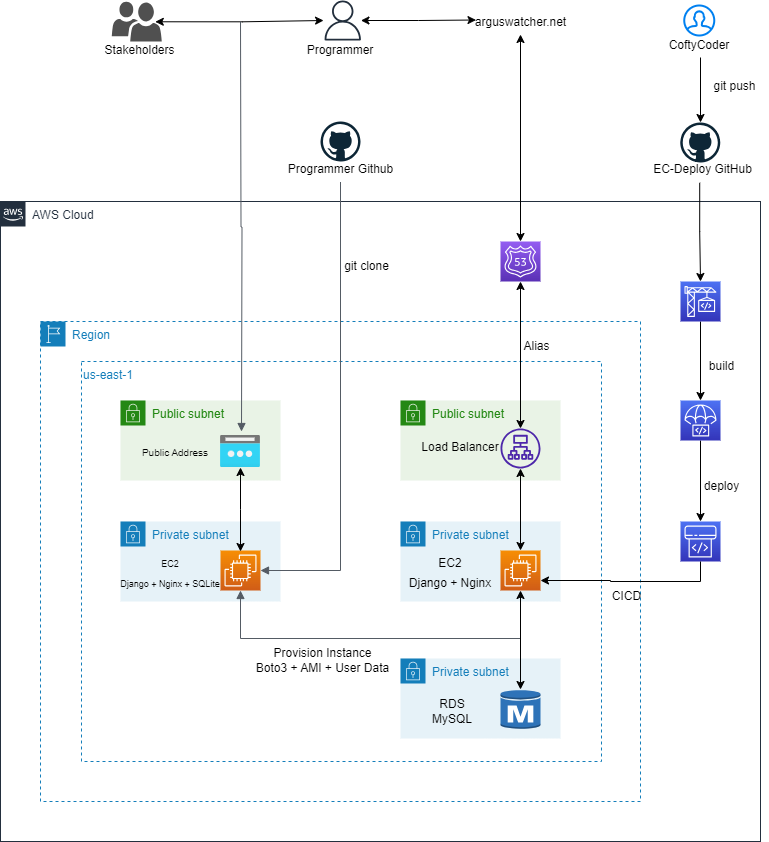 Stakeholders
Programmer
arguswatcher.net
CoftyCoder
git push
Programmer Github
EC-Deploy GitHub
aws
AWS Cloud
53
git clone
Region
Alias
us-east-1
build
Public subnet
Public Address
Public subnet
Load Balancer
deploy
Private subnet
EC2
Django + Nginx + SQLite
Private subnet
EC2
Django + Nginx
CICD
Provision Instance
Boto3 + AMI + User Data
Private subnet
RDS
MySQL
M